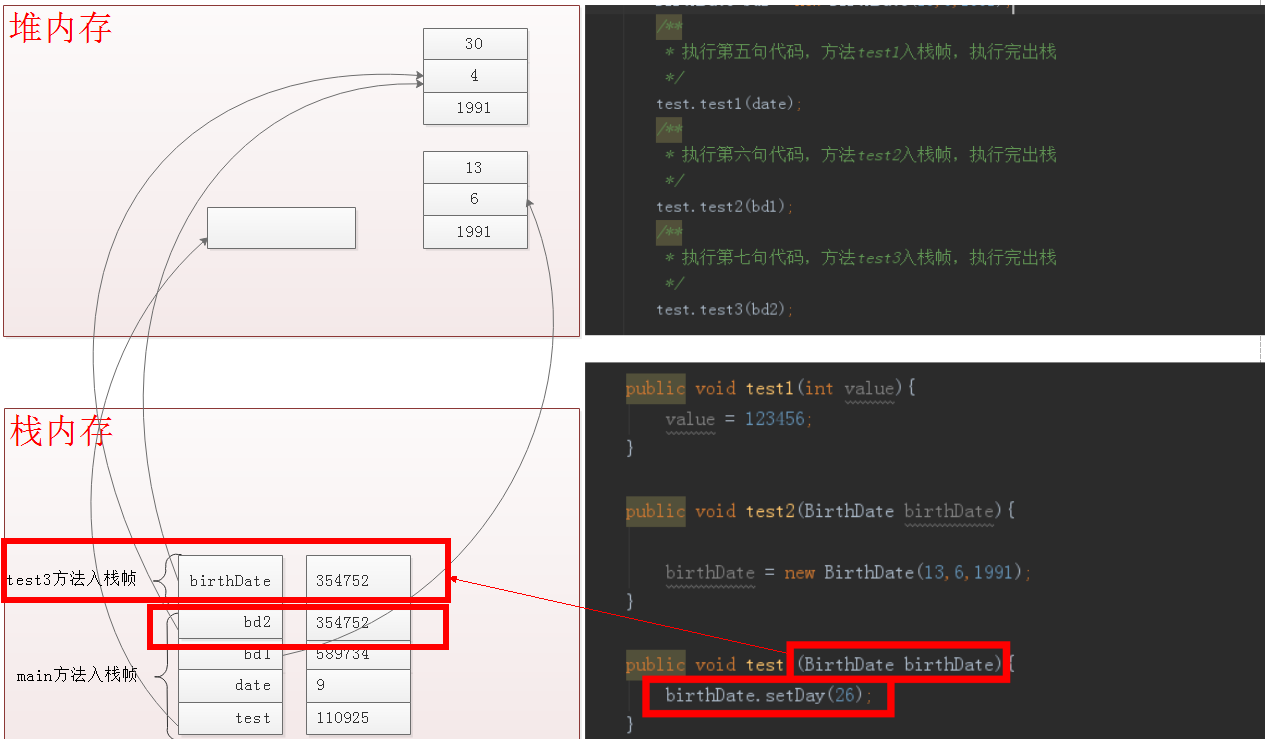 堆内存
30
4
1991
13
6
1991
栈内存
test3方法入栈帧
birthDate 354752
bd2 354752
main方法入栈帧
bd1 589734
date 9
test 110925
/**
* 执行第五句代码，方法test1入栈帧，执行完出栈
*/
test.test1(date);
/**
* 执行第六句代码，方法test2入栈帧，执行完出栈
*/
test.test2(bd1);
/**
* 执行第七句代码，方法test3入栈帧，执行完出栈
*/
test.test3(bd2);
public void test1(int value){
value = 123456;
}
public void test2(BirthDate birthDate){
birthDate = new BirthDate(13,6,1991);
}
public void test (BirthDate birthDate){
birthDate.setDay(26);
}